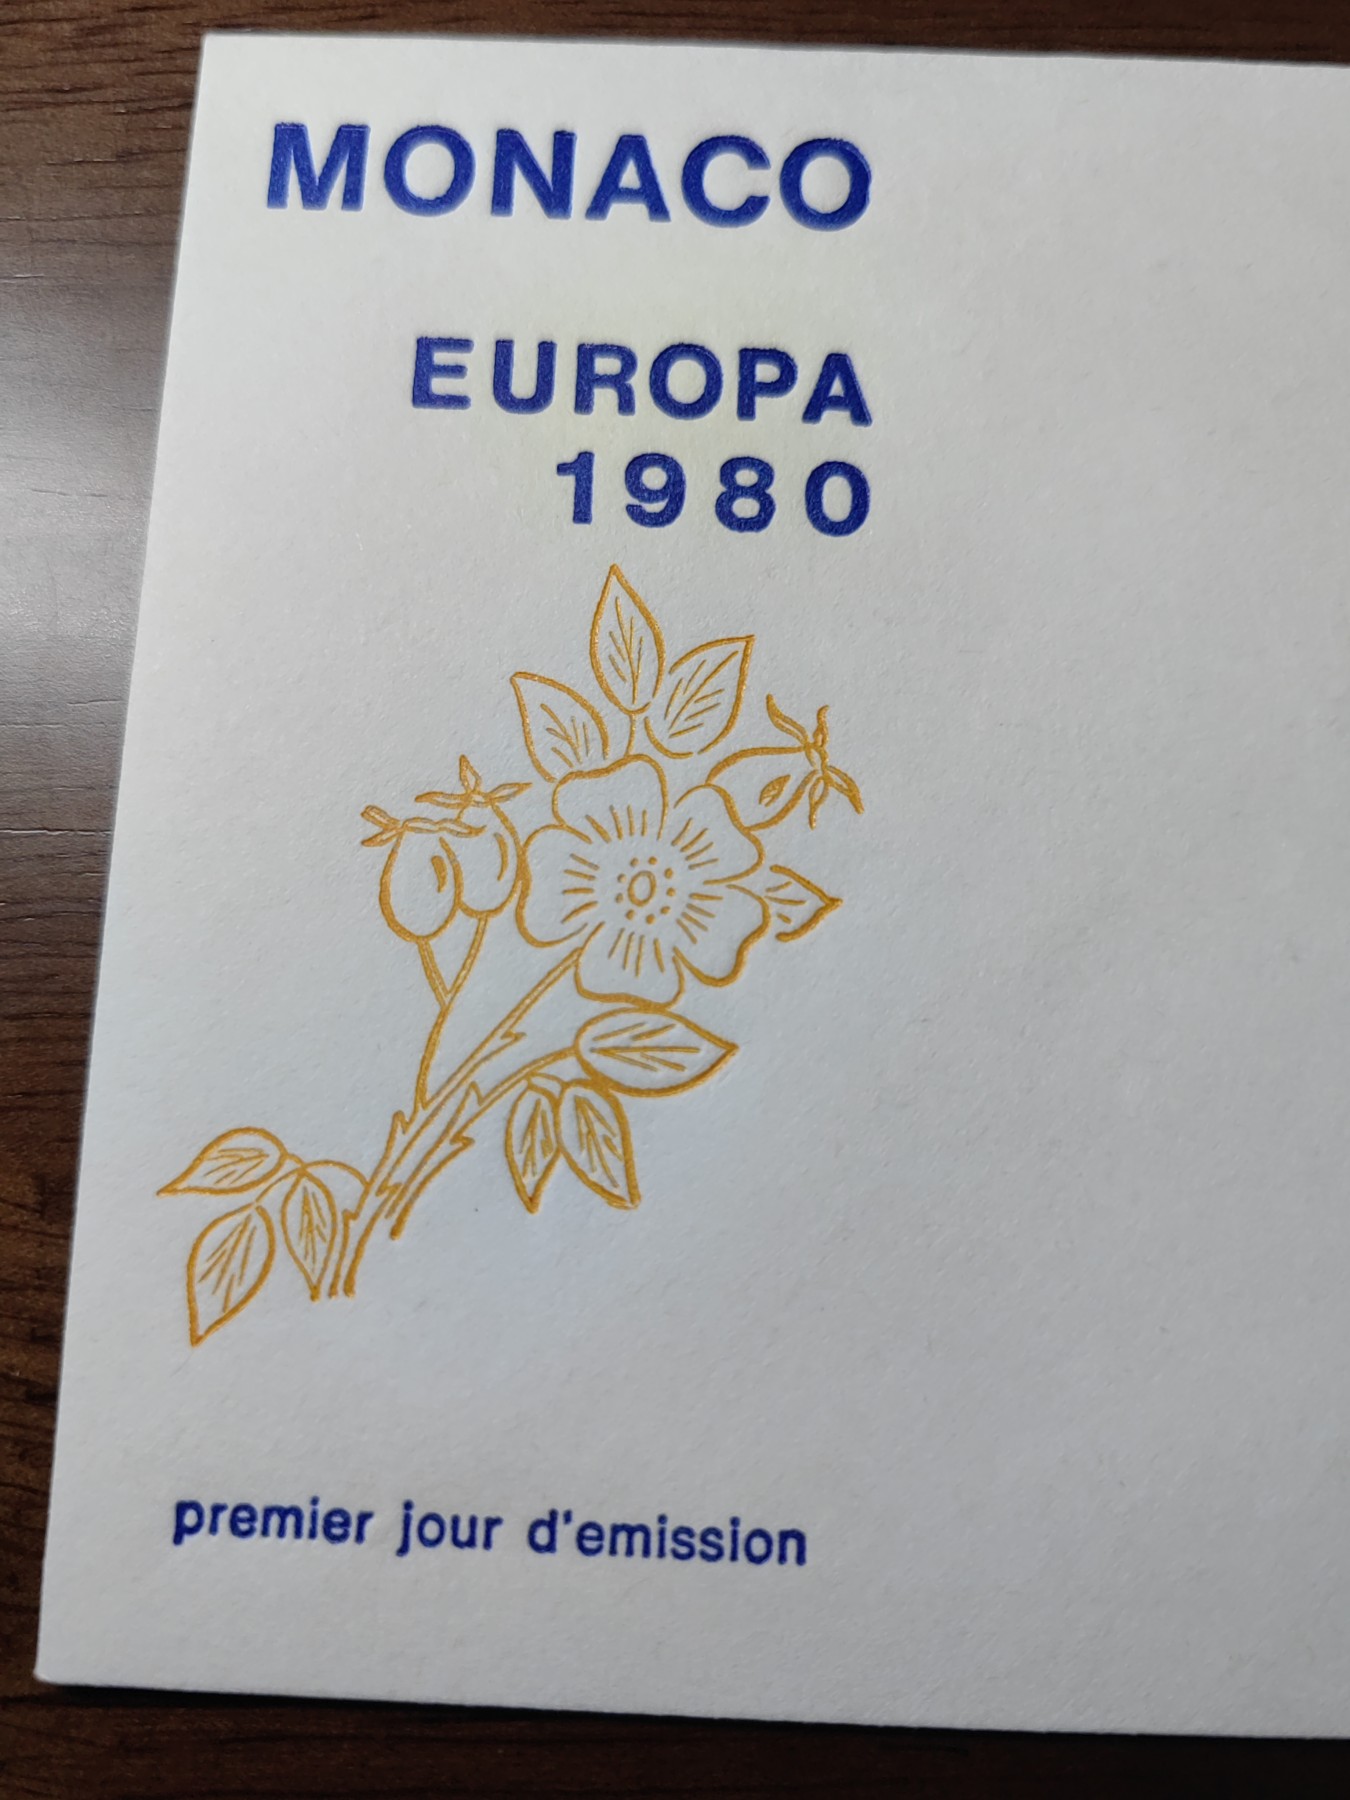 MONACO
EUROPA
1980
premier jour d'emission